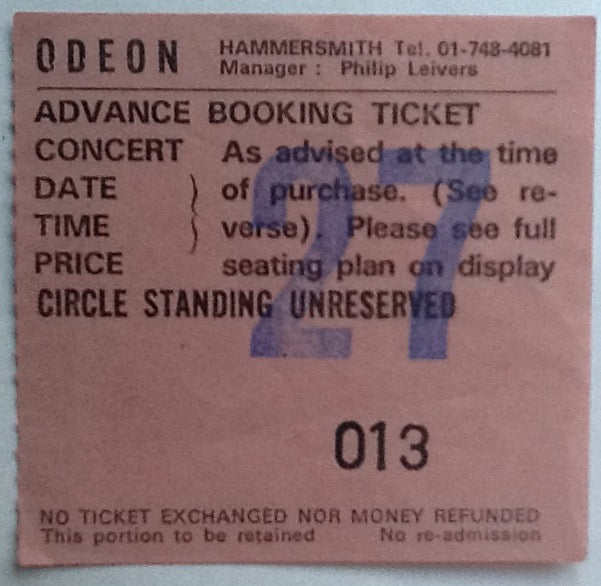 ODEON HAMMERSMITH Tel. 01-748-4081
Manager : Philip Leivers
ADVANCE BOOKING TICKET
CONCERT As advised at the time
DATE } of purchase. (See re-
TIME } verse). Please see full
PRICE seating plan on display
CIRCLE STANDING UNRESERVED
27
013
NO TICKET EXCHANGED NOR MONEY REFUNDED
This portion to be retained No re-admission